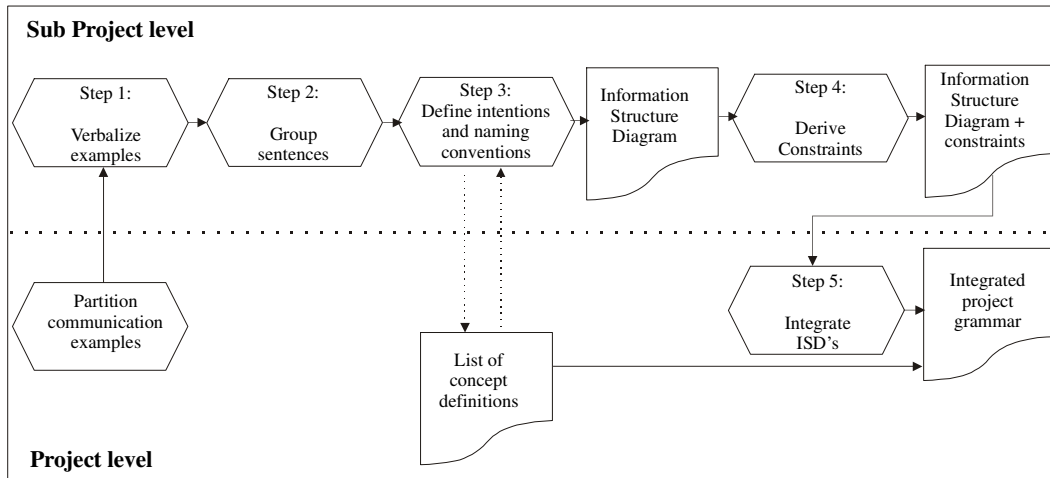 Sub Project level
Step 1:
Verbalize
examples
Step 2:
Group
sentences
Step 3:
Define intentions
and naming
conventions
Information
Structure
Diagram
Step 4:
Derive
Constraints
Information
Structure
Diagram +
constraints
Partition
communication
examples
List of
concept
definitions
Step 5:
Integrate
ISD's
Integrated
project
grammar
Project level